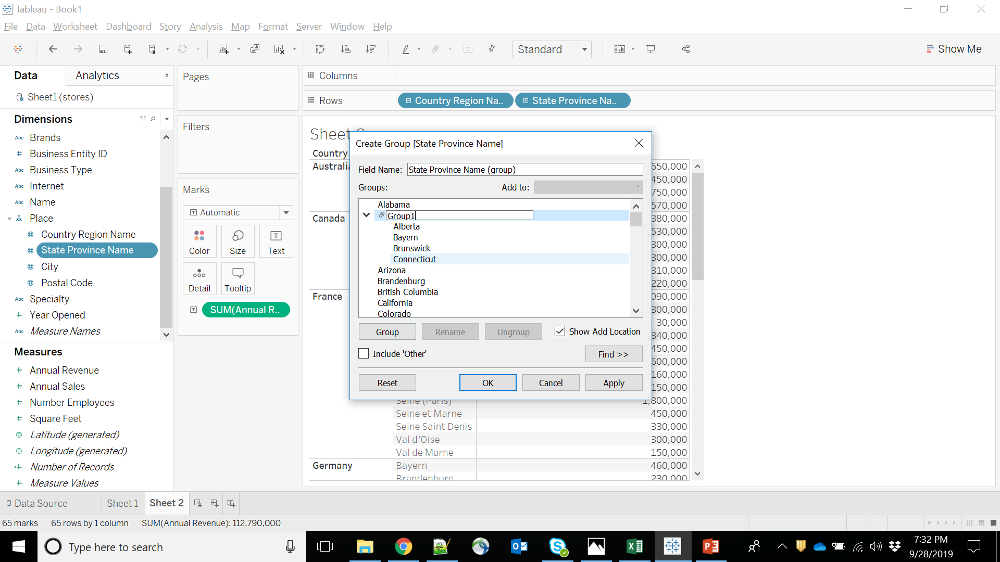 Tableau - Book1
File Data Worksheet Dashboard Story Analysis Map Format Server Window Help
Standard
Show Me
Data
Analytics
Sheet1 (stores)
Dimensions
Abc Brands
# Business Entity ID
Abc Business Type
Abc Internet
Abc Name
Place
Country Region Name
State Province Name
City
Postal Code
Abc Specialty
# Year Opened
Abc Measure Names
Measures
# Annual Revenue
# Annual Sales
# Number Employees
# Square Feet
Latitude (generated)
Longitude (generated)
=# Number of Records
# Measure Values
Pages
Filters
Marks
T Automatic
Color
Size
T Text
Detail
Tooltip
T SUM(Annual R..
iii Columns
Rows
Country Region Na..
State Province Na..
Country
Australia
650,000
450,000
750,000
570,000
Canada
380,000
530,000
300,000
300,000
310,000
220,000
France
090,000
300,000
30,000
840,000
450,000
600,000
160,000
150,000
Seine (Paris) 1,800,000
Seine et Marne 450,000
Seine Saint Denis 330,000
Val d'Oise 300,000
Val de Marne 150,000
Germany Bayern 460,000
Brandenburg 230,000
Create Group [State Province Name]
Field Name: State Province Name (group)
Groups: Add to:
Alabama
Group1
Alberta
Bayern
Brunswick
Connecticut
Arizona
Brandenburg
British Columbia
California
Colorado
Group Rename Ungroup Show Add Location
Include 'Other' Find >>
Reset OK Cancel Apply
Data Source Sheet 1 Sheet 2
65 marks 65 rows by 1 column SUM(Annual Revenue): 112,790,000
Type here to search
7:32 PM
9/28/2019